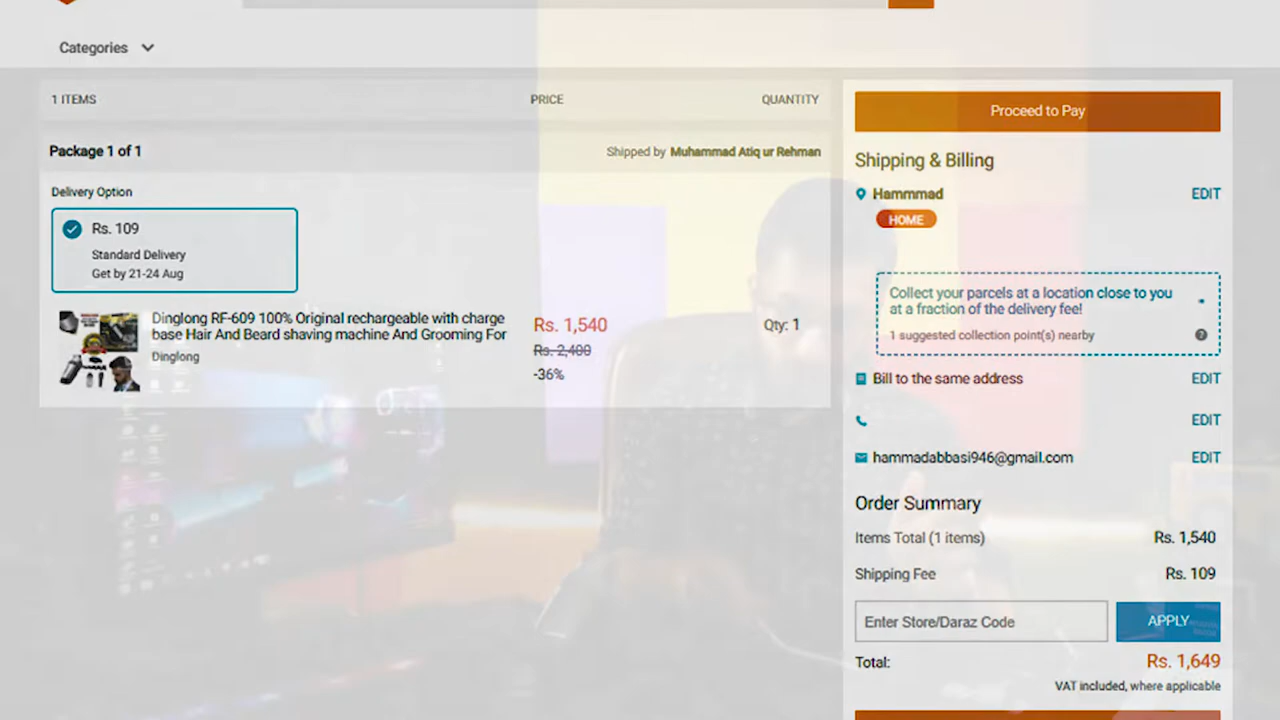 Categories
1 ITEMS PRICE QUANTITY
Package 1 of 1 Shipped by Muhammad Atiq ur Rehman
Delivery Option
Rs. 109
Standard Delivery
Get by 21-24 Aug
Dinglong RF-609 100% Original rechargeable with charge
base Hair And Beard shaving machine And Grooming For
Dinglong
Rs. 1,540
Rs. 2,400
-36%
Qty: 1
Proceed to Pay
Shipping & Billing
Hammmad EDIT
HOME
Collect your parcels at a location close to you
at a fraction of the delivery fee!
1 suggested collection point(s) nearby
Bill to the same address EDIT
EDIT
hammadabbasi946@gmail.com EDIT
Order Summary
Items Total (1 items) Rs. 1,540
Shipping Fee Rs. 109
Enter Store/Daraz Code APPLY
Total: Rs. 1,649
VAT included, where applicable